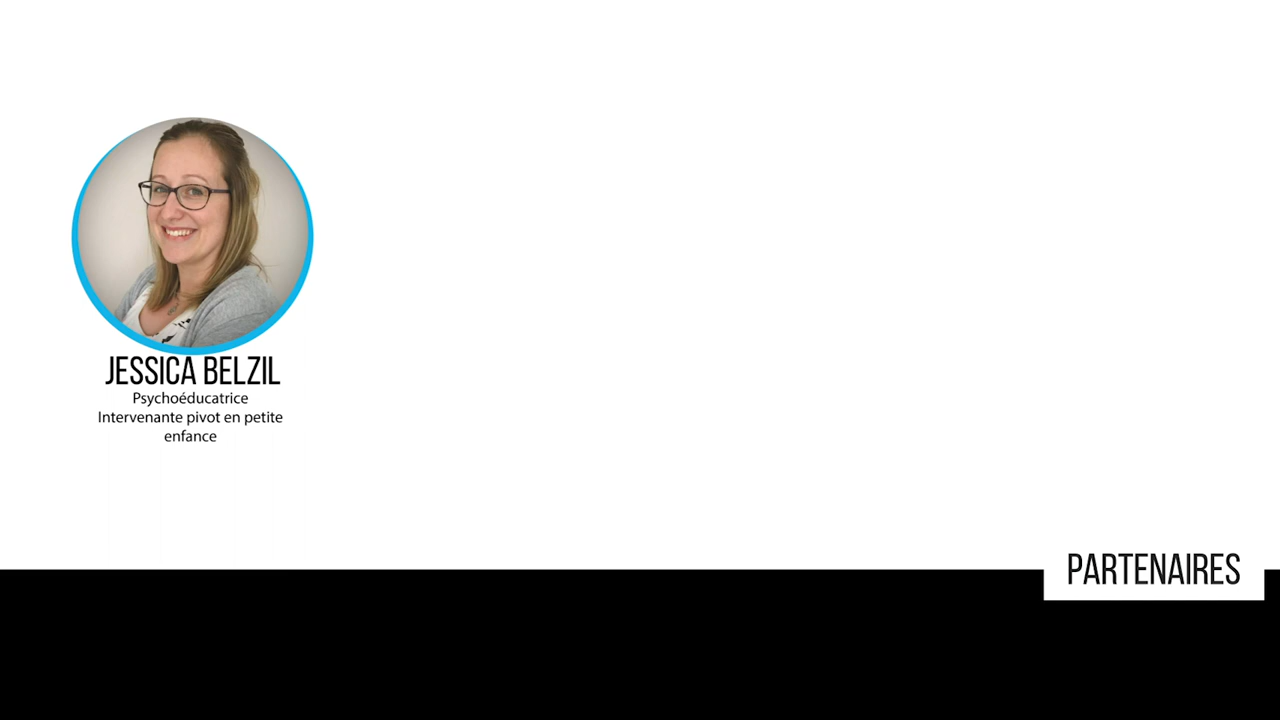 JESSICA BELZIL
Psychoéducatrice
Intervenante pivot en petite
enfance
PARTENAIRES